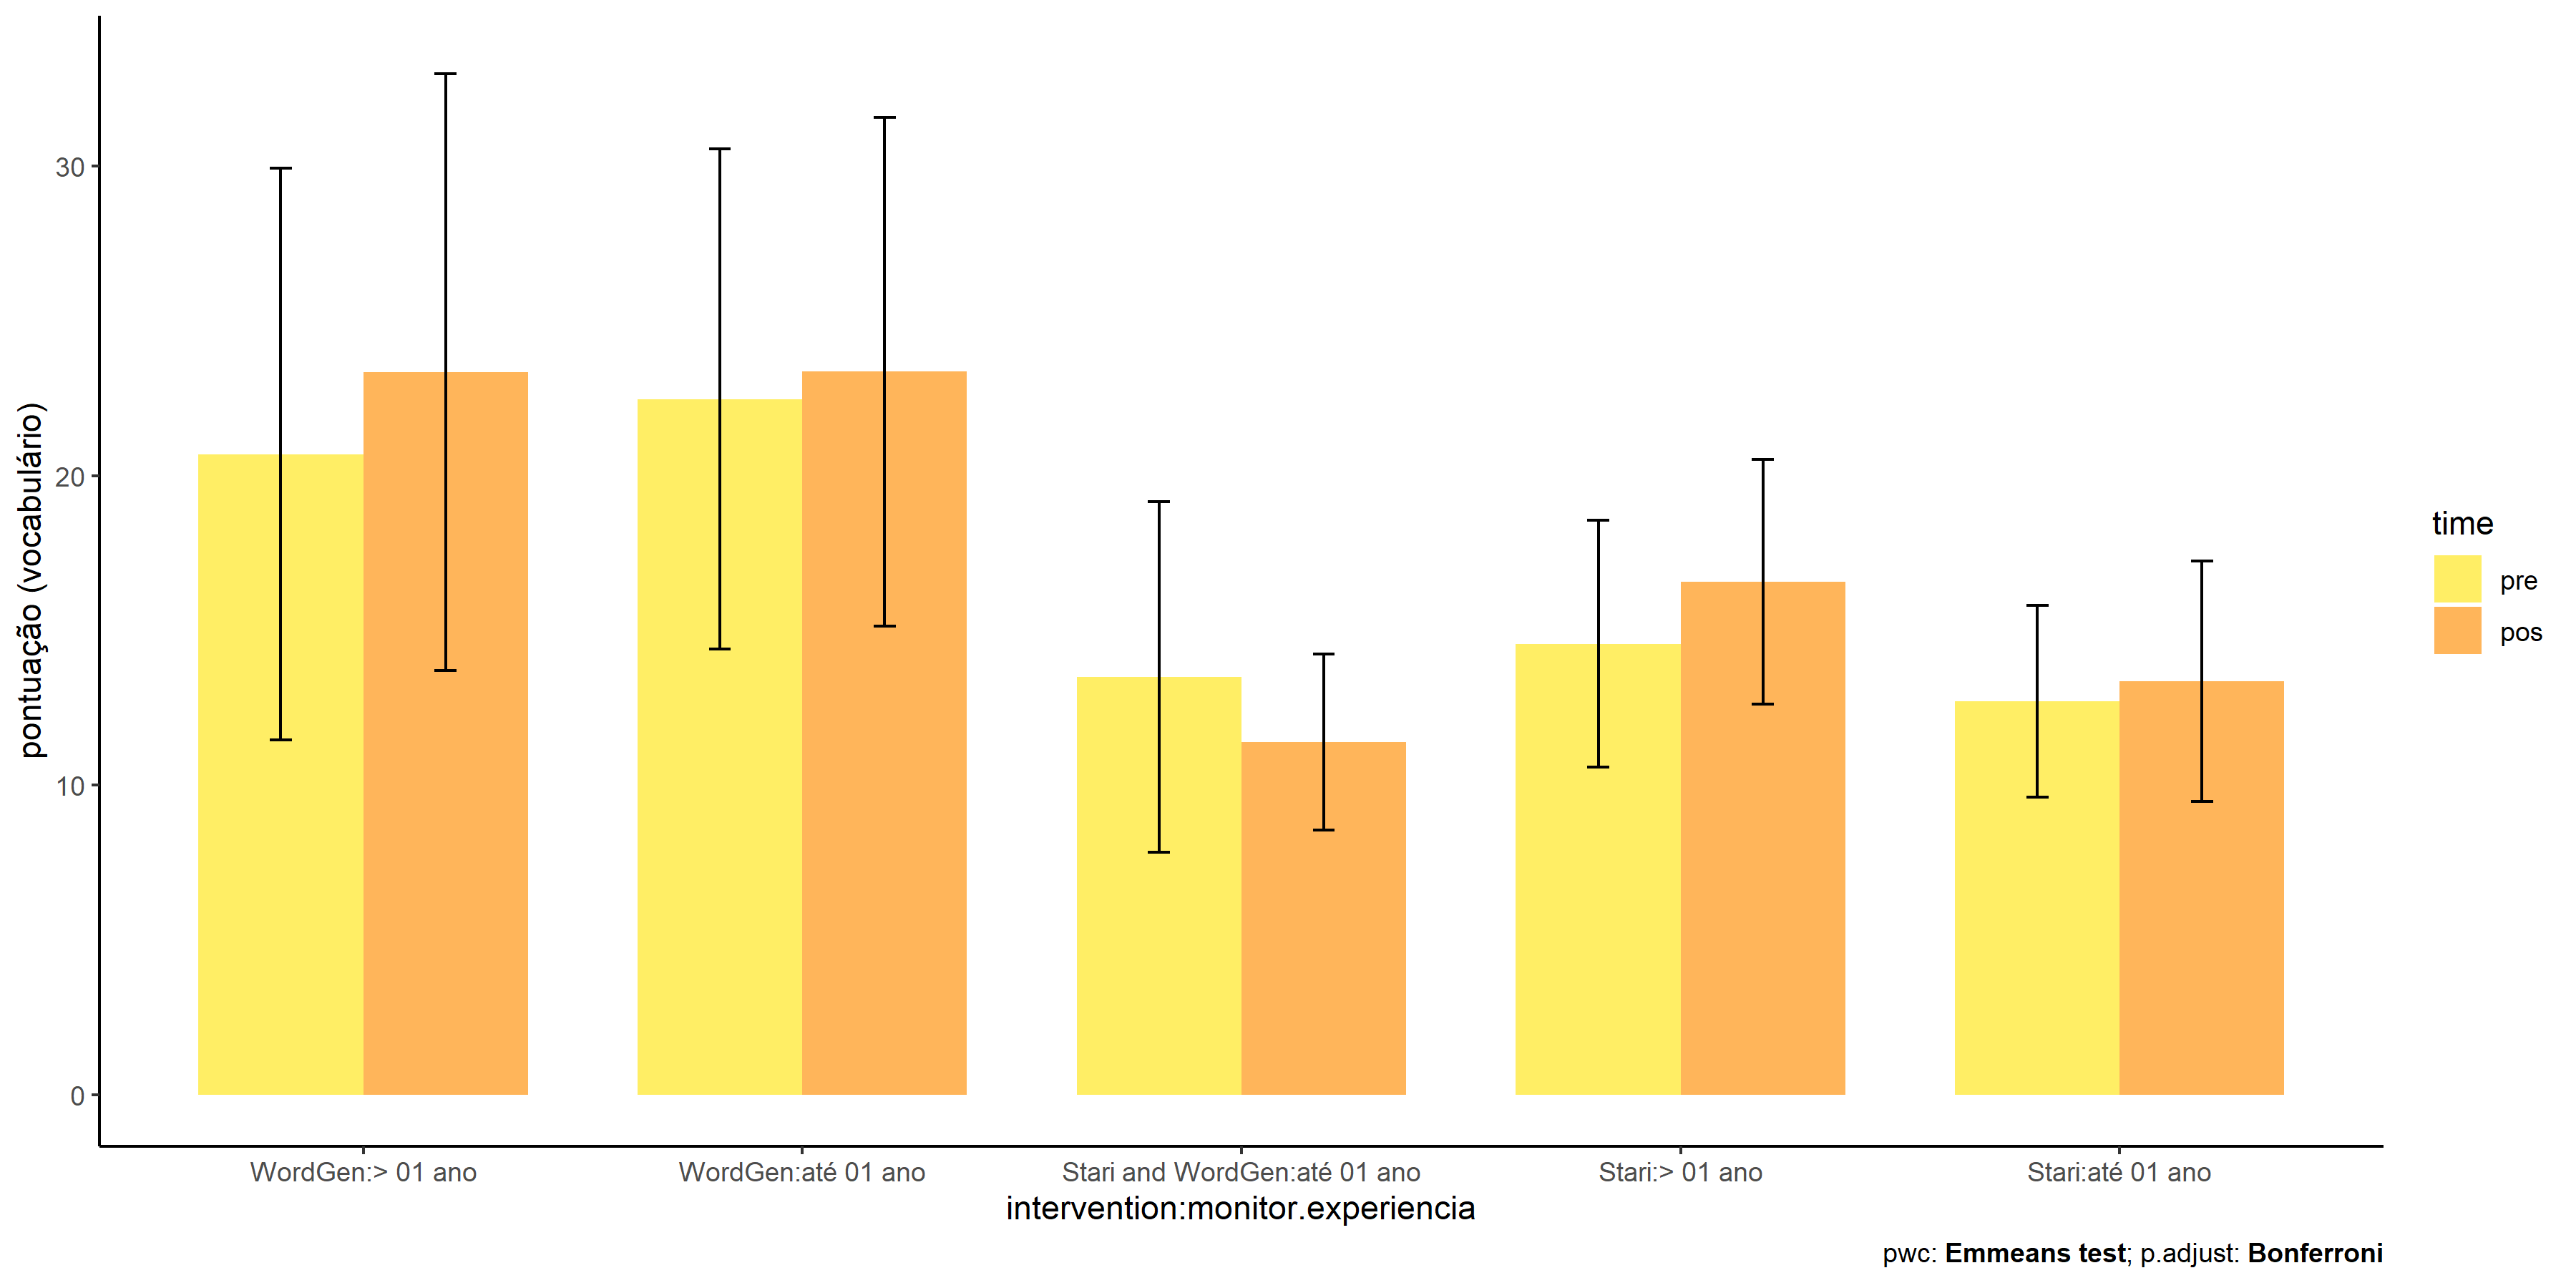 pontuação (vocabulário)
30
20
10
0
WordGen:> 01 ano
WordGen:até 01 ano
Stari and WordGen:até 01 ano
Stari:> 01 ano
Stari:até 01 ano
intervention:monitor.experiencia
time
pre
pos
pwc: Emmeans test; p.adjust: Bonferroni